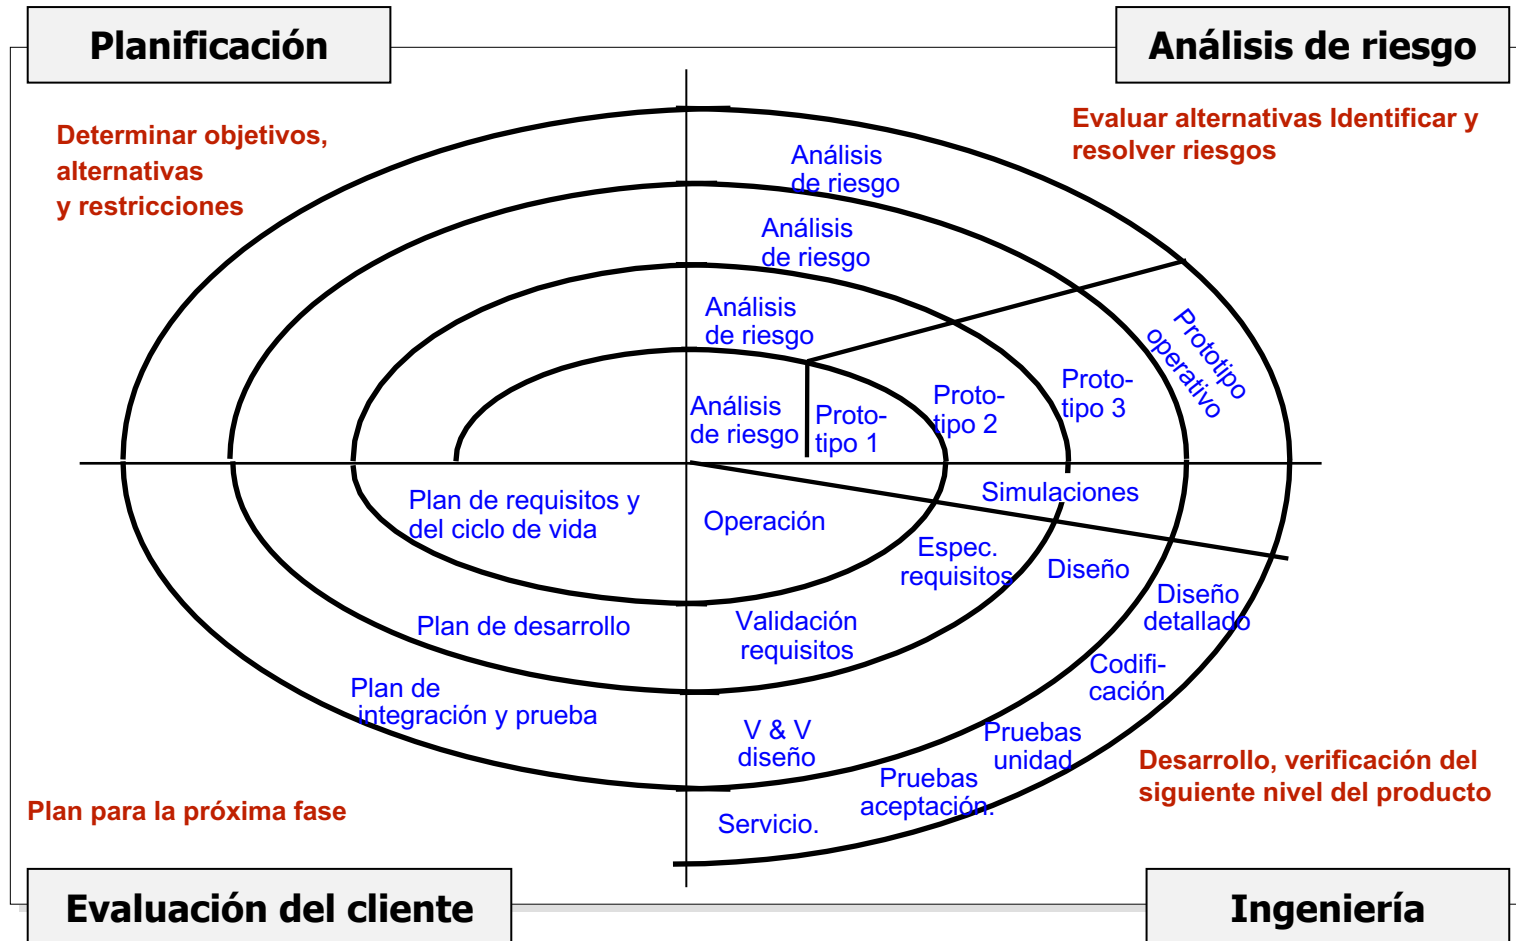 Planificación
Análisis de riesgo
Determinar objetivos,
alternativas
y restricciones
Evaluar alternativas Identificar y
resolver riesgos
Análisis
de riesgo
Análisis
de riesgo
Análisis
de riesgo
Análisis
de riesgo
Proto-
tipo 1
Proto-
tipo 2
Proto-
tipo 3
Prototipo
operativo
Simulaciones
Plan de requisitos y
del ciclo de vida
Operación
Espec.
requisitos
Diseño
Diseño
detallado
Plan de desarrollo
Validación
requisitos
Codifi-
cación
Plan de
integración y prueba
V & V
diseño
Pruebas
unidad
Pruebas
aceptación.
Servicio.
Desarrollo, verificación del
siguiente nivel del producto
Plan para la próxima fase
Evaluación del cliente
Ingeniería